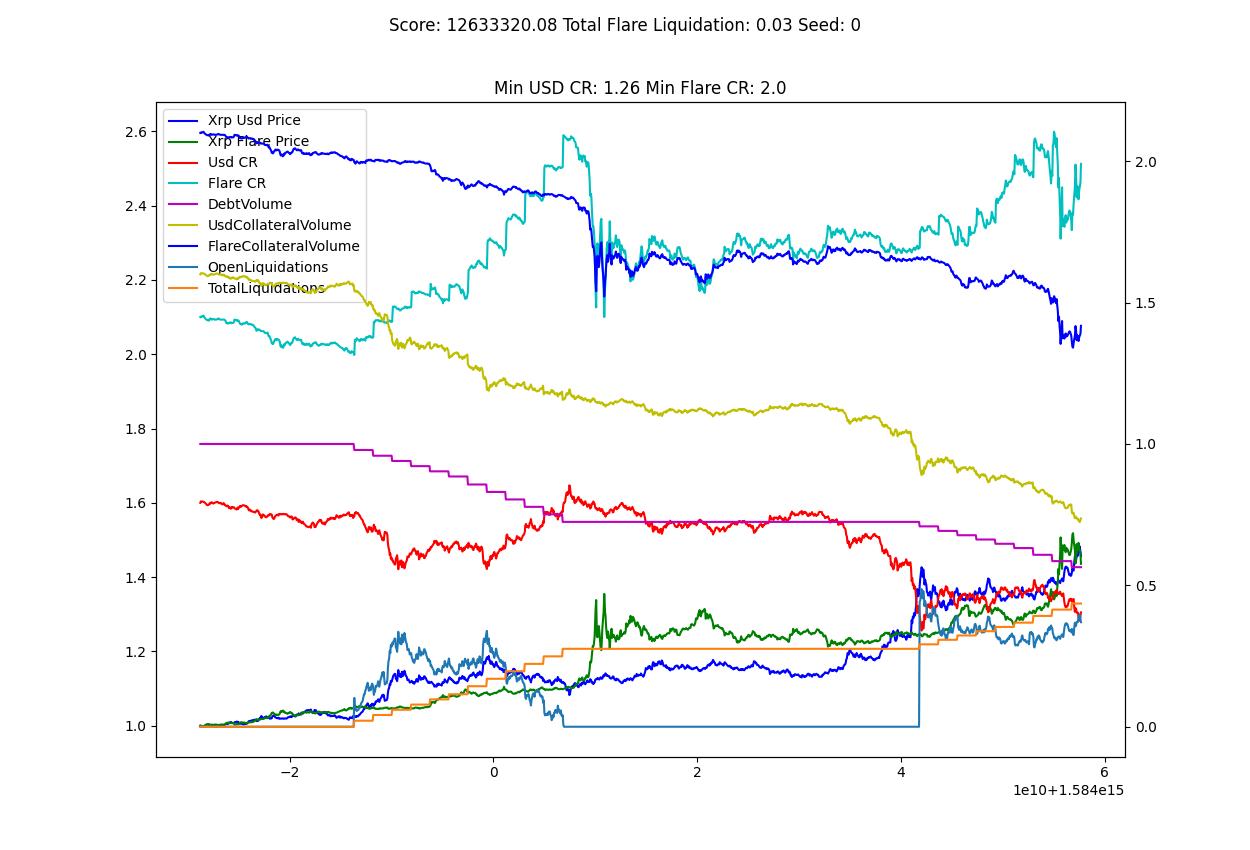 Score: 12633320.08 Total Flare Liquidation: 0.03 Seed: 0
Min USD CR: 1.26 Min Flare CR: 2.0
Xrp Usd Price
Xrp Flare Price
Usd CR
Flare CR
DebtVolume
UsdCollateralVolume
FlareCollateralVolume
OpenLiquidations
TotalLiquidations
2.6
2.4
2.2
2.0
1.8
1.6
1.4
1.2
1.0
2.0
1.5
1.0
0.5
0.0
−2 0 2 4 6
1e10+1.584e15